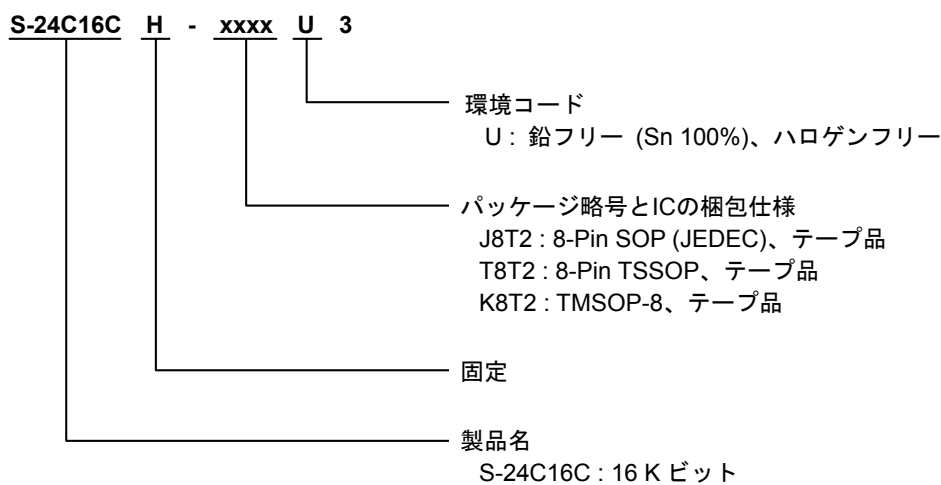 S-24C16C H - xxxx U 3
環境コード
U : 鉛フリー (Sn 100%)、ハロゲンフリー
パッケージ略号とICの梱包仕様
J8T2 : 8-Pin SOP (JEDEC)、テープ品
T8T2 : 8-Pin TSSOP、テープ品
K8T2 : TMSOP-8、テープ品
固定
製品名
S-24C16C : 16 K ビット